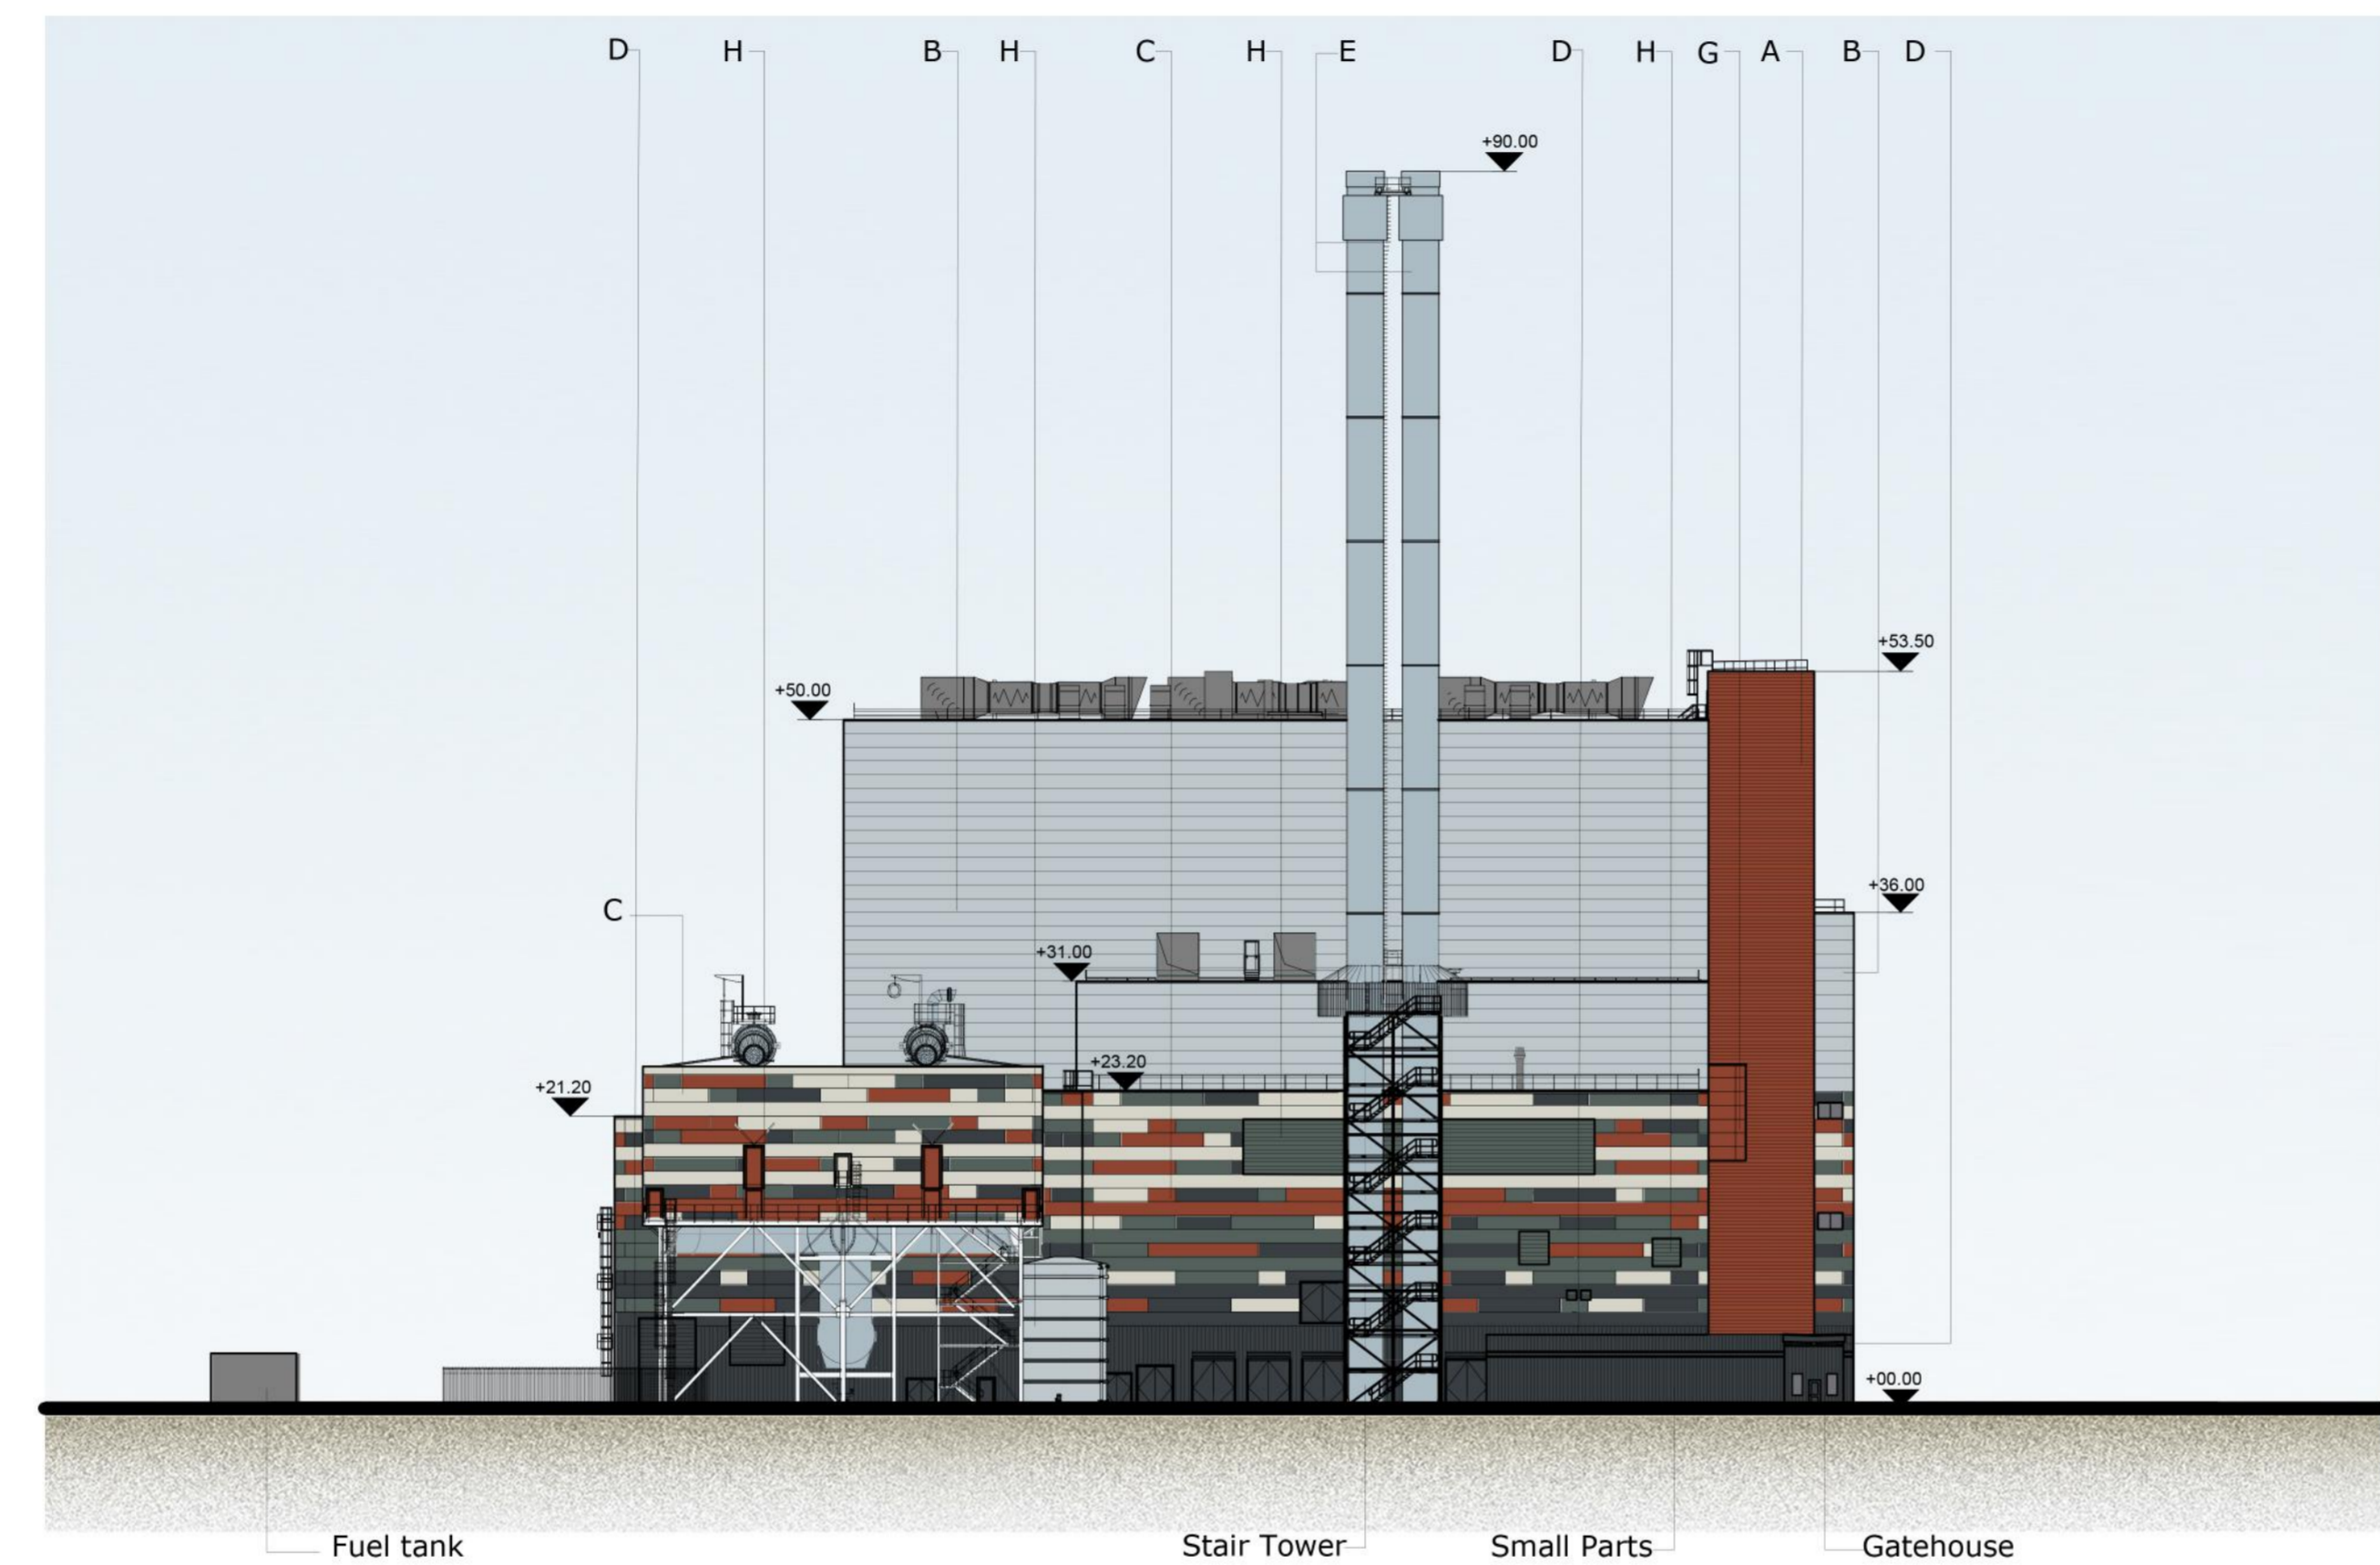 D H B H C H E D H G A B D
+90.00
+53.50
+50.00
+36.00
C
+31.00
+23.20
+21.20
+00.00
Fuel tank Stair Tower Small Parts Gatehouse